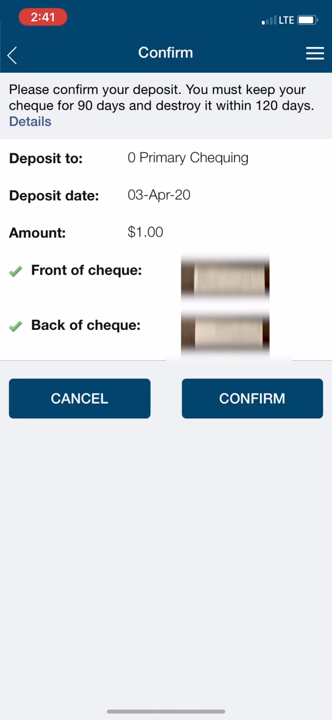 2:41
LTE
Confirm
Please confirm your deposit. You must keep your
cheque for 90 days and destroy it within 120 days.
Details
Deposit to: 0 Primary Chequing
Deposit date: 03-Apr-20
Amount: $1.00
Front of cheque:
Back of cheque:
CANCEL CONFIRM